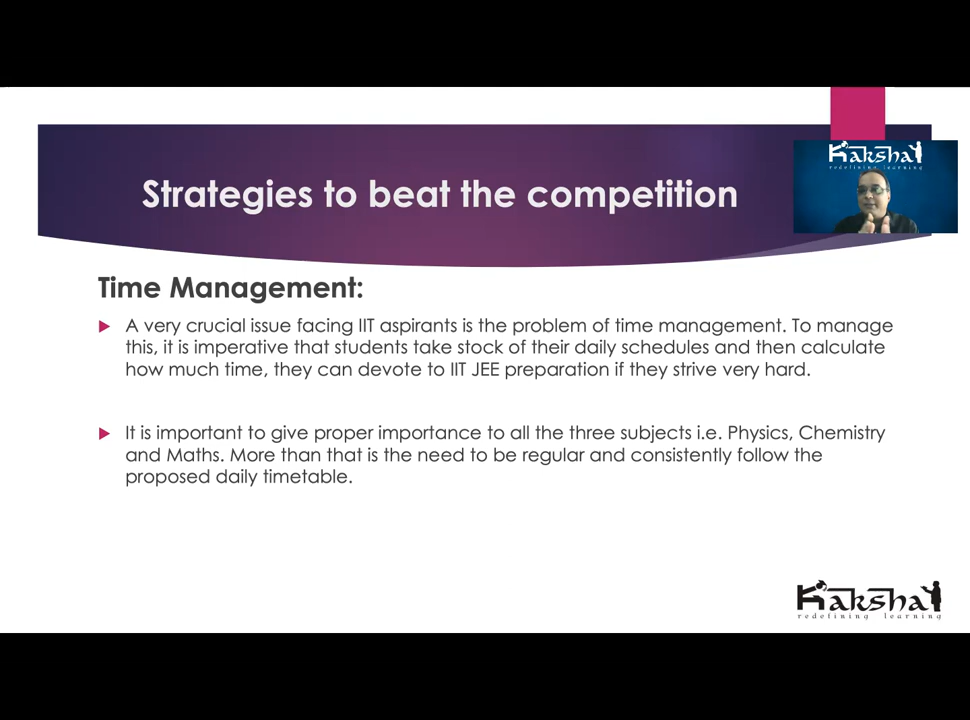 Kaksha
redefining learning
Strategies to beat the competition
Time Management:
A very crucial issue facing IIT aspirants is the problem of time management. To manage
this, it is imperative that students take stock of their daily schedules and then calculate
how much time, they can devote to IIT JEE preparation if they strive very hard.
It is important to give proper importance to all the three subjects i.e. Physics, Chemistry
and Maths. More than that is the need to be regular and consistently follow the
proposed daily timetable.
Kaksha
redefining learning